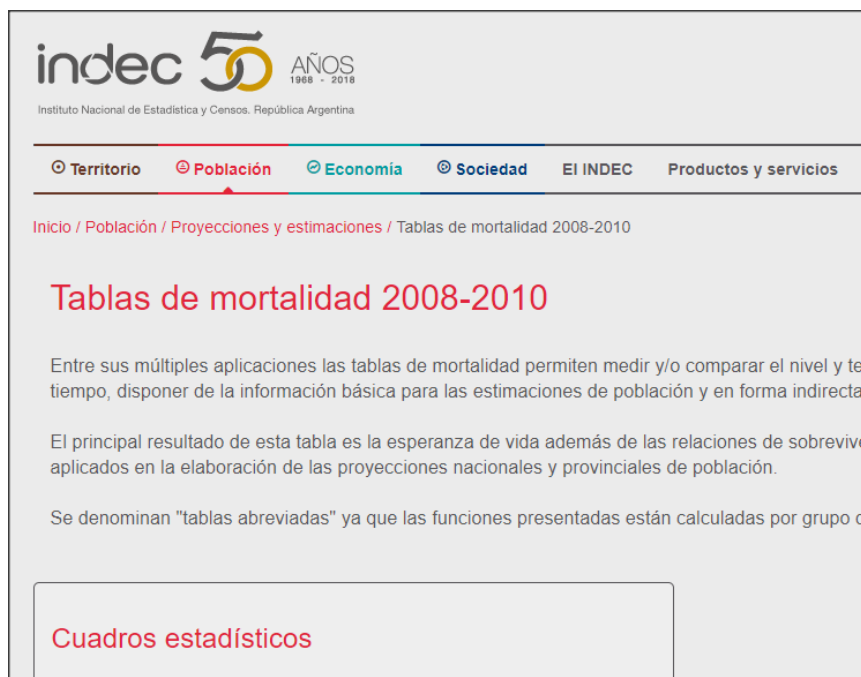 indec 50 AÑOS
1968 - 2018
Instituto Nacional de Estadística y Censos. República Argentina
Territorio Población Economía Sociedad El INDEC Productos y servicios
Inicio / Población / Proyecciones y estimaciones / Tablas de mortalidad 2008-2010
Tablas de mortalidad 2008-2010
Entre sus múltiples aplicaciones las tablas de mortalidad permiten medir y/o comparar el nivel y te
tiempo, disponer de la información básica para las estimaciones de población y en forma indirecta
El principal resultado de esta tabla es la esperanza de vida además de las relaciones de sobrevive
aplicados en la elaboración de las proyecciones nacionales y provinciales de población.
Se denominan "tablas abreviadas" ya que las funciones presentadas están calculadas por grupo
Cuadros estadísticos